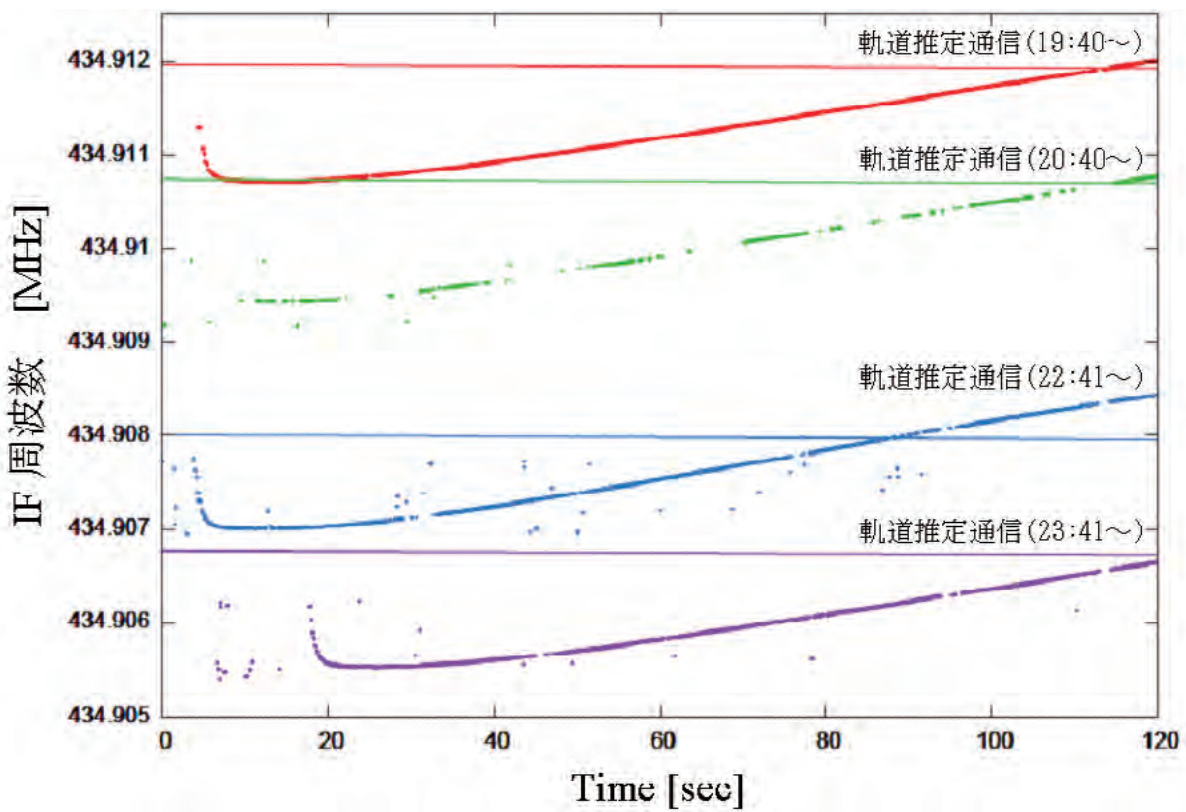 434.912
434.911
434.91
434.909
434.908
434.907
434.906
434.905
IF 周波数 [MHz]
軌道推定通信(19:40～)
軌道推定通信(20:40～)
軌道推定通信(22:41～)
軌道推定通信(23:41～)
0 20 40 60 80 100 120
Time [sec]